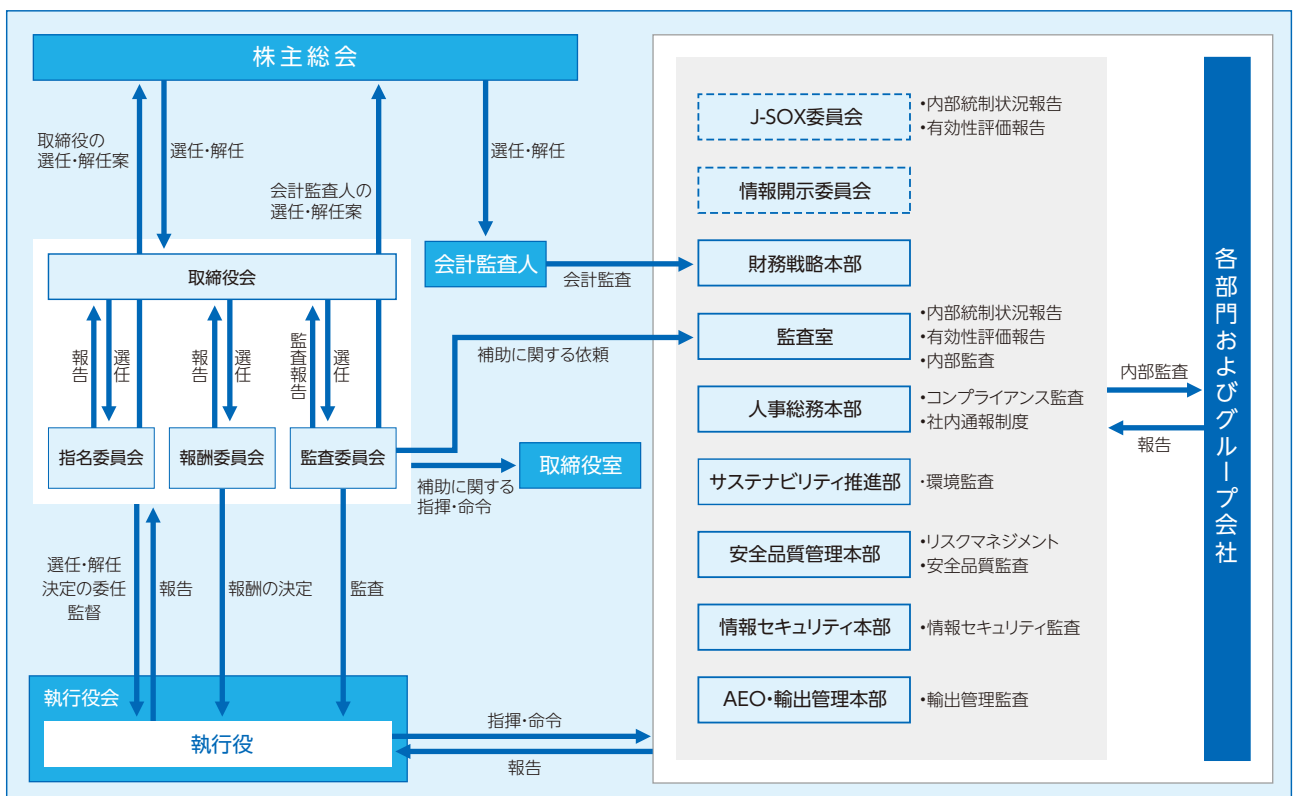 株主総会
取締役の
選任・解任案
選任・解任
会計監査人の
選任・解任案
選任・解任
取締役会
会計監査人
会計監査
報告
選任
報告
選任
監査報告
選任
補助に関する依頼
指名委員会
報酬委員会
監査委員会
取締役室
補助に関する
指揮・命令
選任・解任
決定の委任
監督
報告
報酬の決定
監査
執行役会
執行役
指揮・命令
報告
J-SOX委員会
・内部統制状況報告
・有効性評価報告
情報開示委員会
財務戦略本部
監査室
・内部統制状況報告
・有効性評価報告
・内部監査
人事総務本部
・コンプライアンス監査
・社内通報制度
サステナビリティ推進部
・環境監査
安全品質管理本部
・リスクマネジメント
・安全品質監査
情報セキュリティ本部
・情報セキュリティ監査
AEO・輸出管理本部
・輸出管理監査
内部監査
報告
各部門およびグループ会社